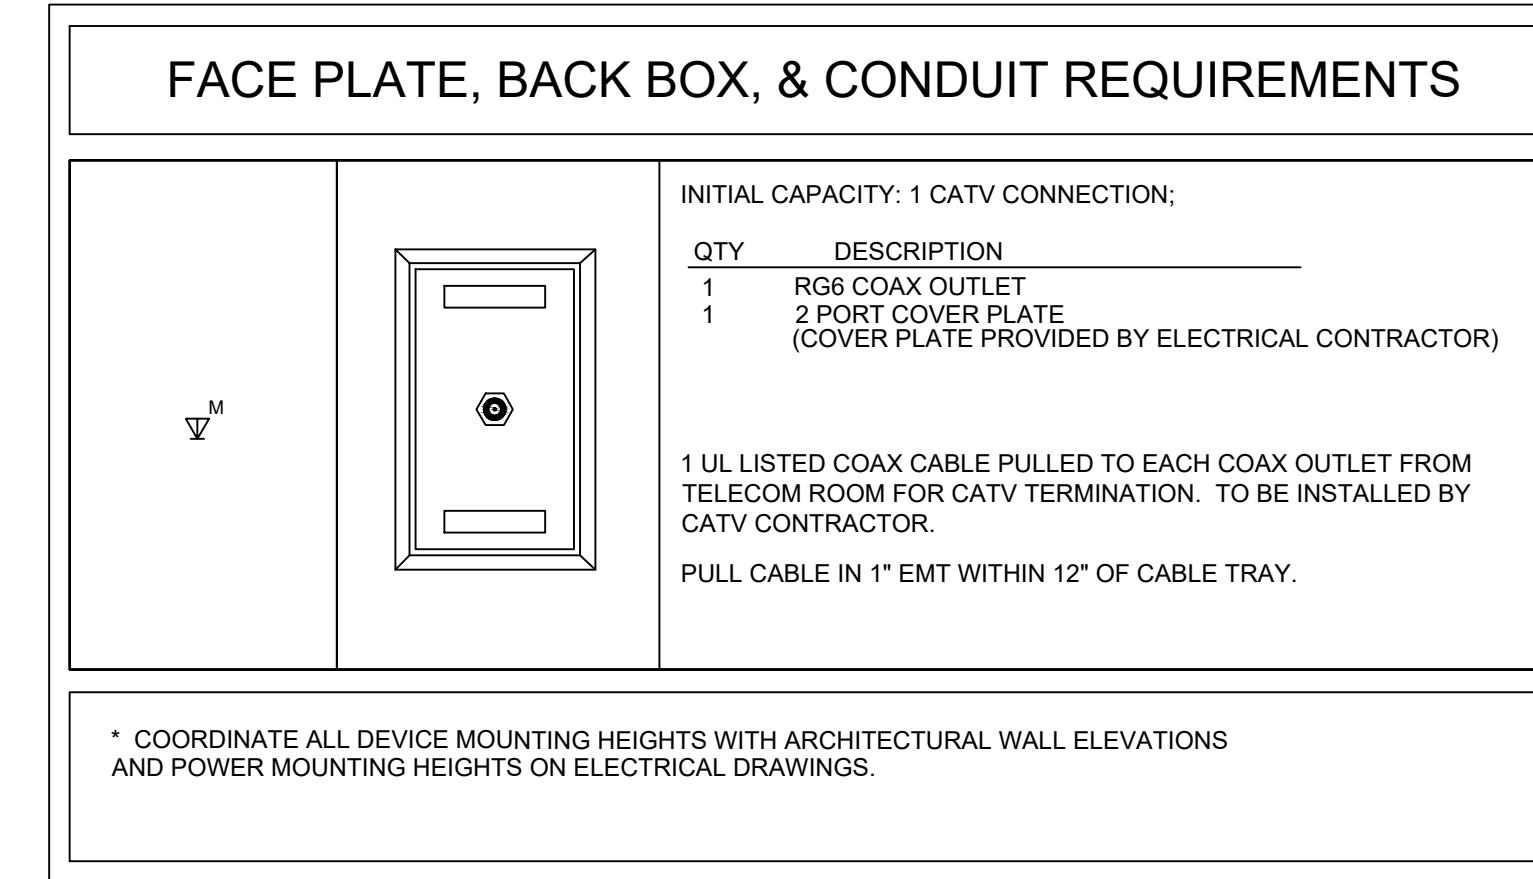 FACE PLATE, BACK BOX, & CONDUIT REQUIREMENTS
M
INITIAL CAPACITY: 1 CATV CONNECTION;
QTY DESCRIPTION
1 RG6 COAX OUTLET
1 2 PORT COVER PLATE
(COVER PLATE PROVIDED BY ELECTRICAL CONTRACTOR)
1 UL LISTED COAX CABLE PULLED TO EACH COAX OUTLET FROM
TELECOM ROOM FOR CATV TERMINATION. TO BE INSTALLED BY
CATV CONTRACTOR.
PULL CABLE IN 1" EMT WITHIN 12" OF CABLE TRAY.
* COORDINATE ALL DEVICE MOUNTING HEIGHTS WITH ARCHITECTURAL WALL ELEVATIONS
AND POWER MOUNTING HEIGHTS ON ELECTRICAL DRAWINGS.